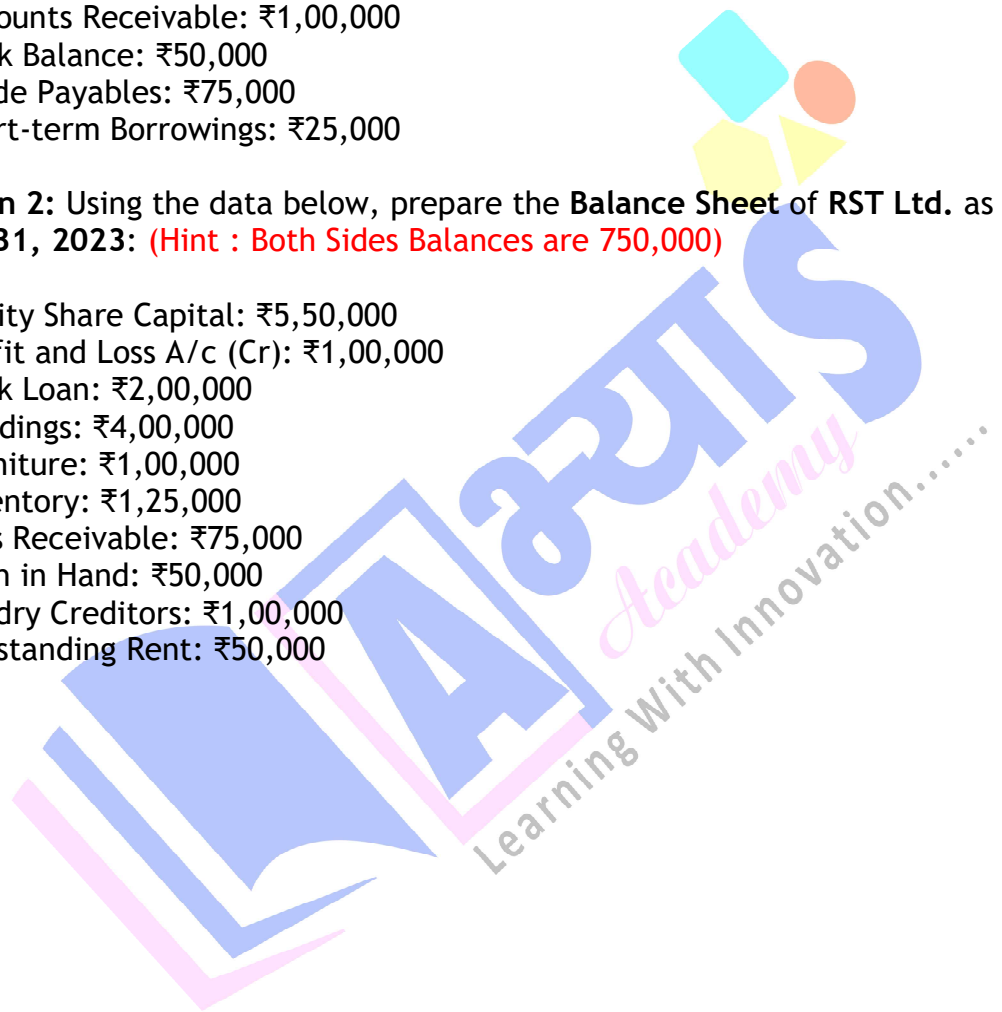 ounts Receivable: ₹1,00,000
k Balance: ₹50,000
de Payables: ₹75,000
rt-term Borrowings: ₹25,000
n 2: Using the data below, prepare the Balance Sheet of RST Ltd. as
31, 2023: (Hint : Both Sides Balances are 750,000)
ity Share Capital: ₹5,50,000
fit and Loss A/c (Cr): ₹1,00,000
k Loan: ₹2,00,000
dings: ₹4,00,000
niture: ₹1,00,000
entory: ₹1,25,000
s Receivable: ₹75,000
h in Hand: ₹50,000
dry Creditors: ₹1,00,000
standing Rent: ₹50,000
Aभ्याS
Academy
Learning With Innovation......